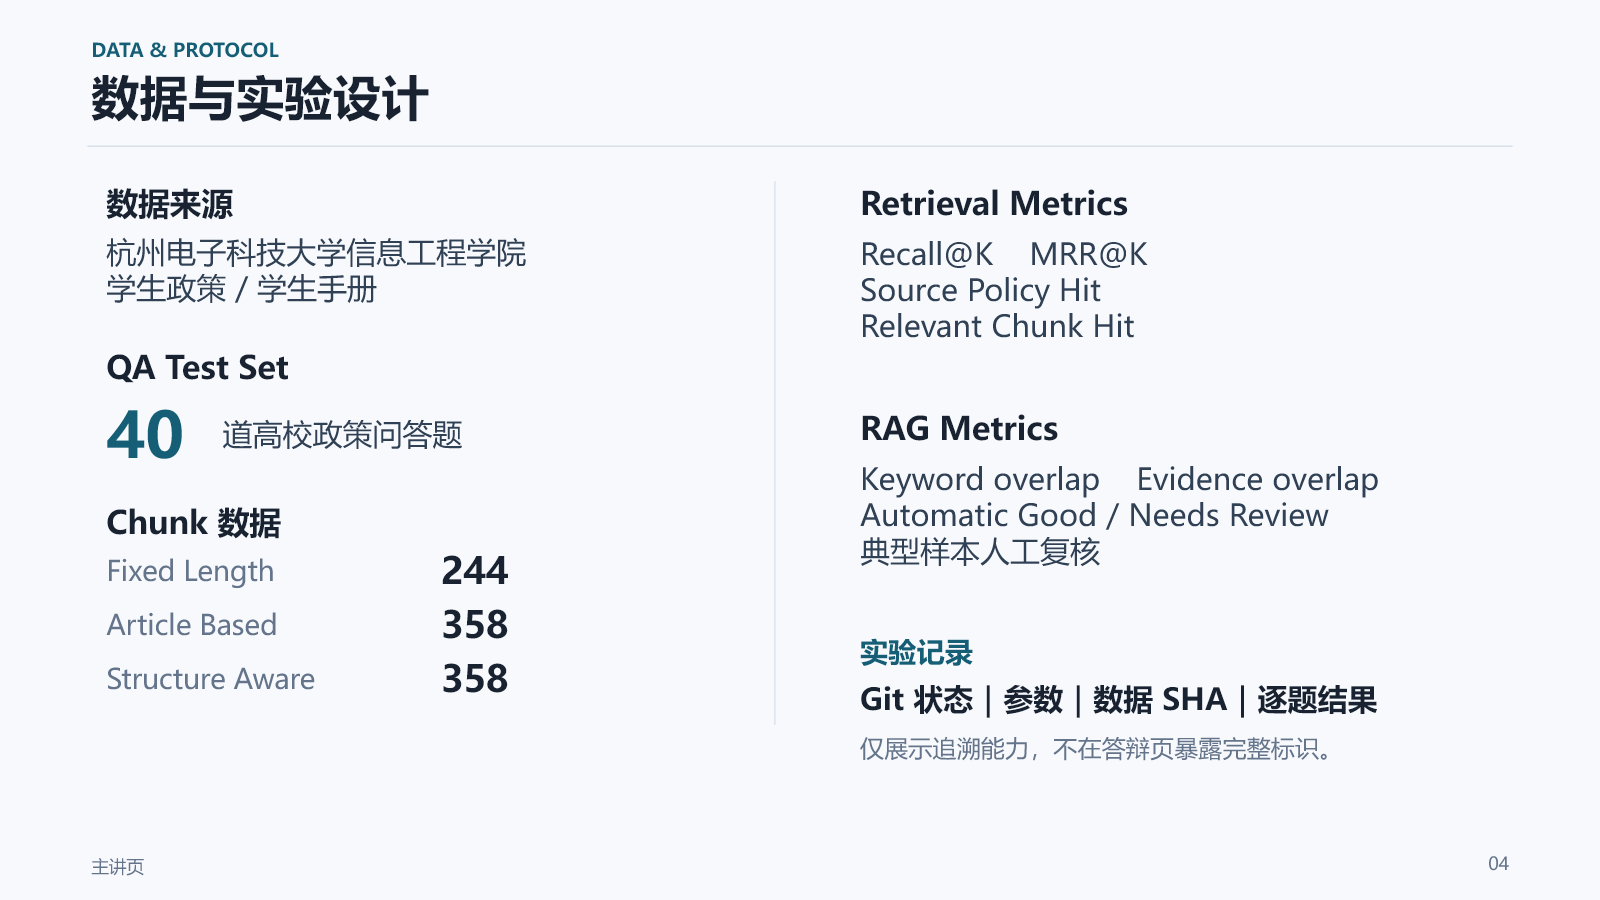 DATA & PROTOCOL
数据与实验设计
数据来源
杭州电子科技大学信息工程学院
学生政策 / 学生手册
QA Test Set
40 道高校政策问答题
Chunk 数据
Fixed Length 244
Article Based 358
Structure Aware 358
Retrieval Metrics
Recall@K MRR@K
Source Policy Hit
Relevant Chunk Hit
RAG Metrics
Keyword overlap Evidence overlap
Automatic Good / Needs Review
典型样本人工复核
实验记录
Git 状态｜参数｜数据 SHA｜逐题结果
仅展示追溯能力，不在答辩页暴露完整标识。
主讲页
04